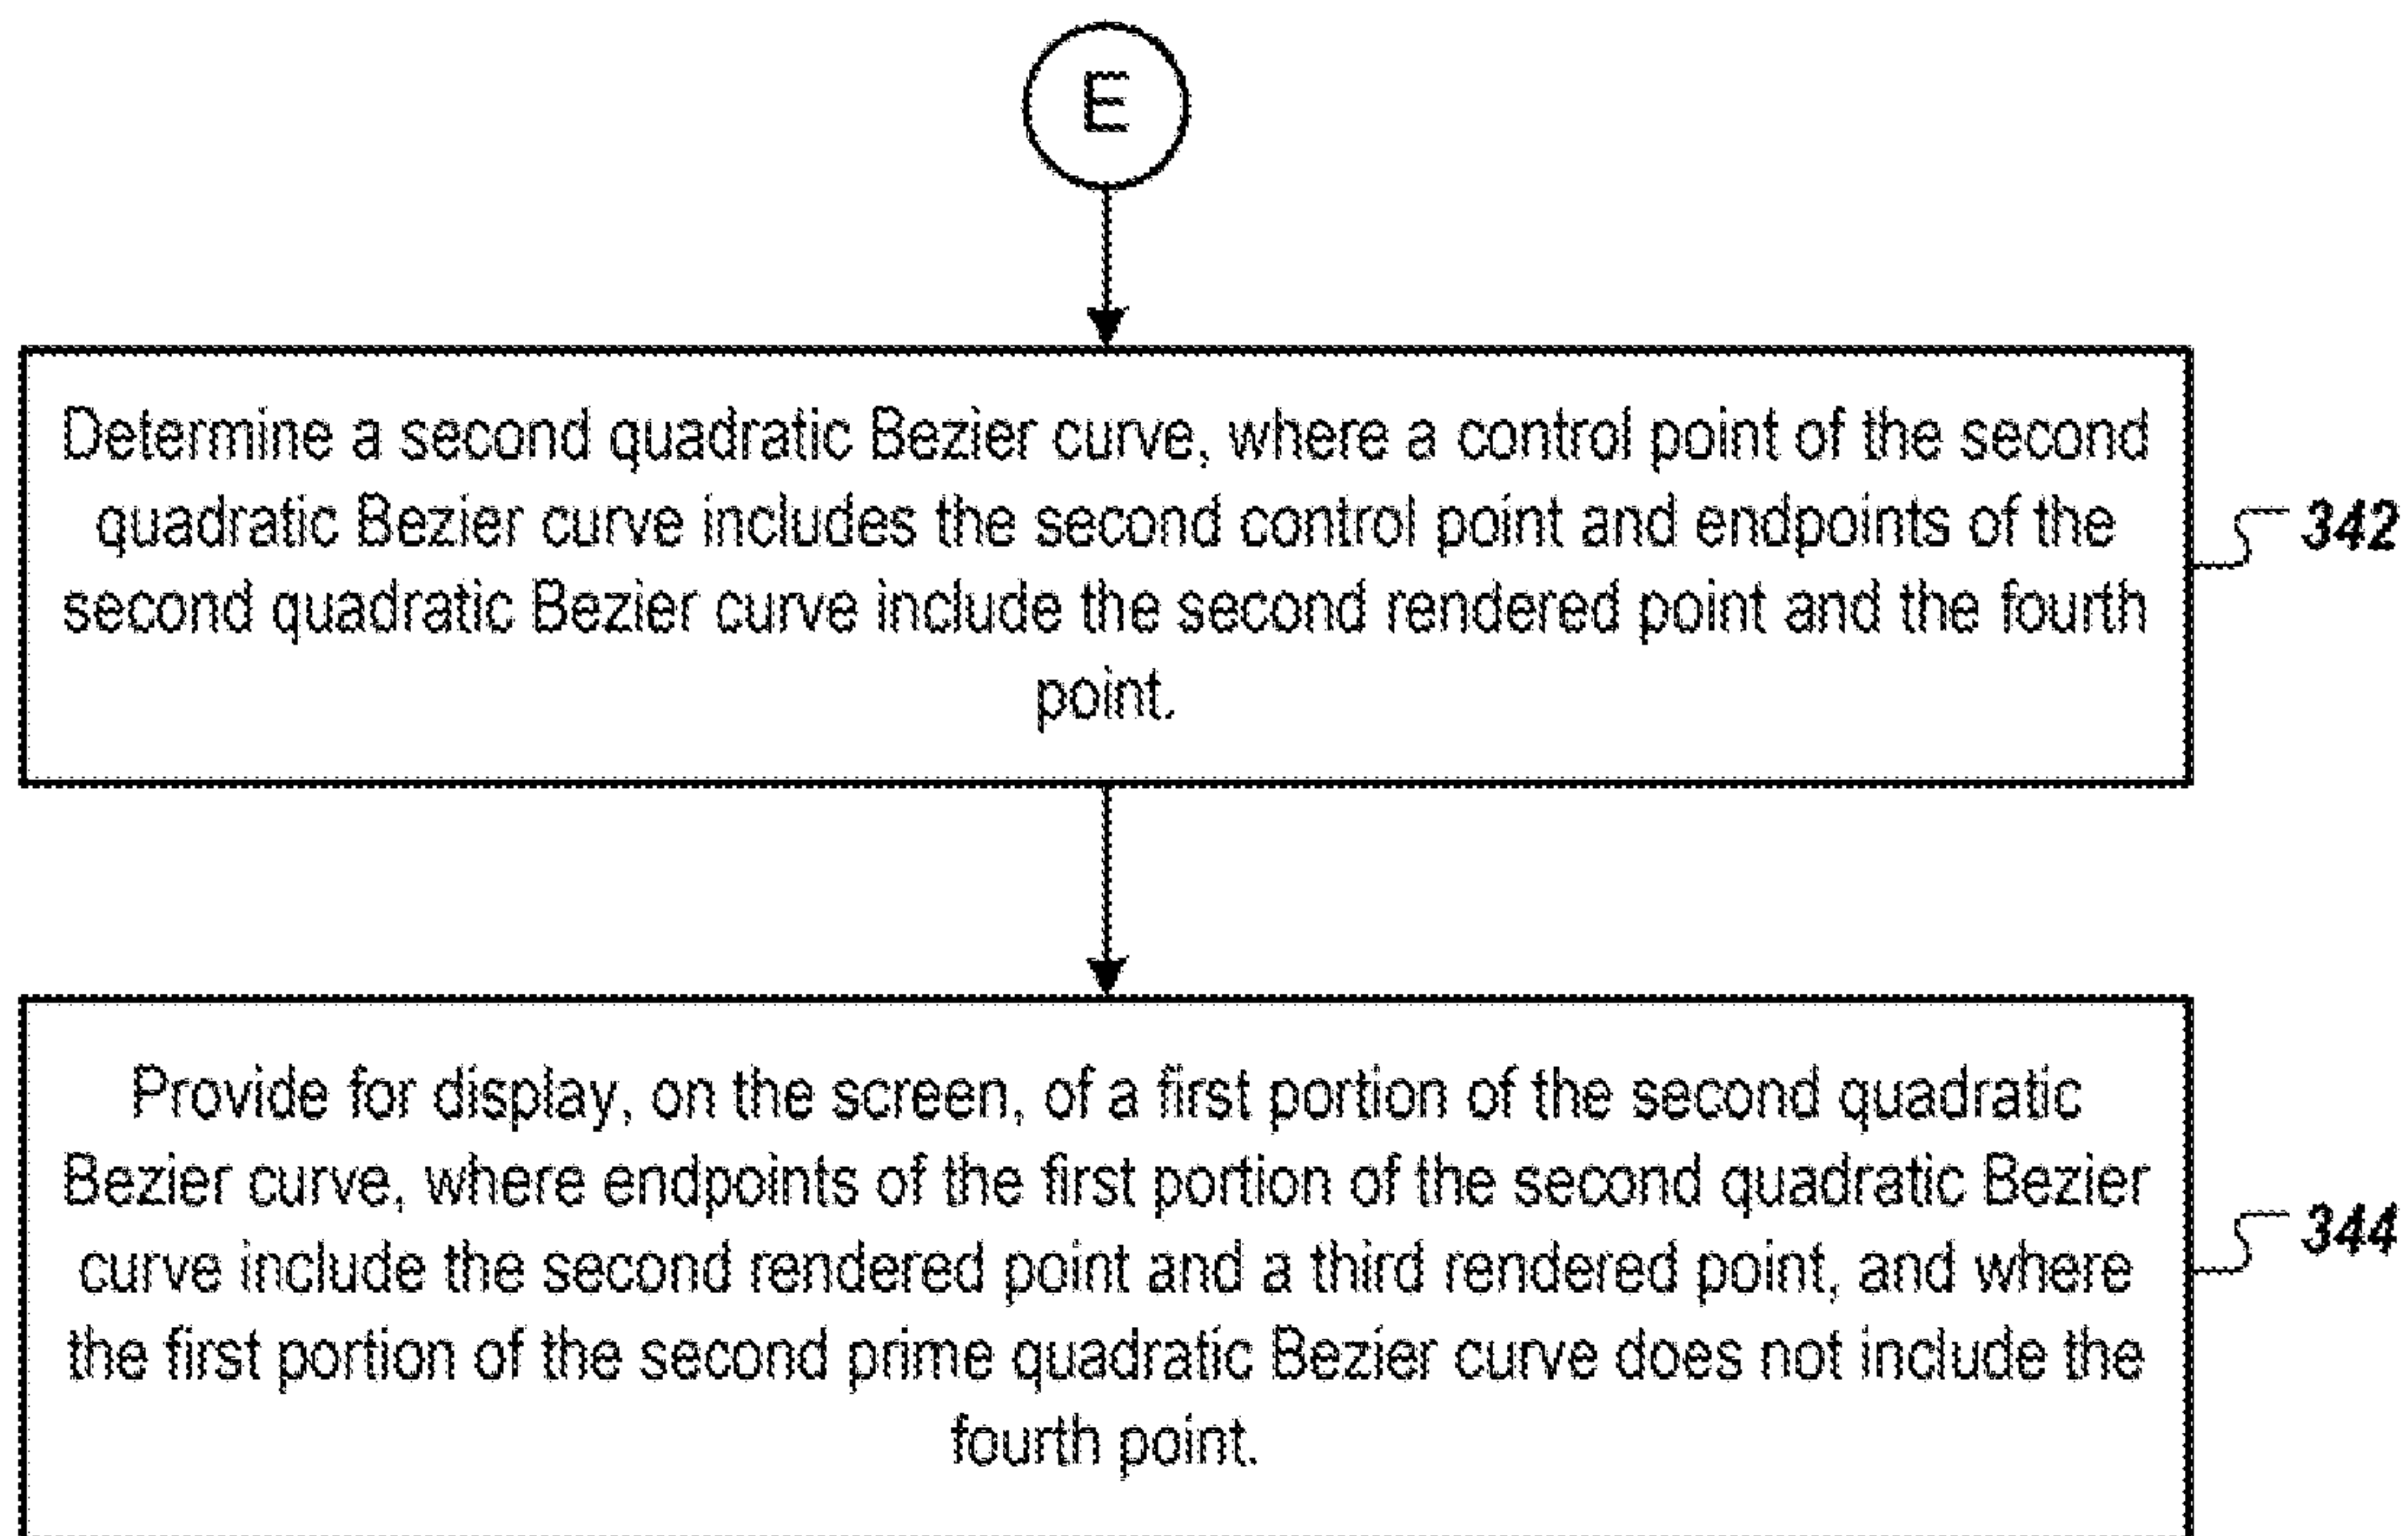 E
Determine a second quadratic Bezier curve, where a control point of the second
quadratic Bezier curve includes the second control point and endpoints of the
second quadratic Bezier curve include the second rendered point and the fourth
point.
342
Provide for display, on the screen, of a first portion of the second quadratic
Bezier curve, where endpoints of the first portion of the second quadratic Bezier
curve include the second rendered point and a third rendered point, and where
the first portion of the second prime quadratic Bezier curve does not include the
fourth point.
344